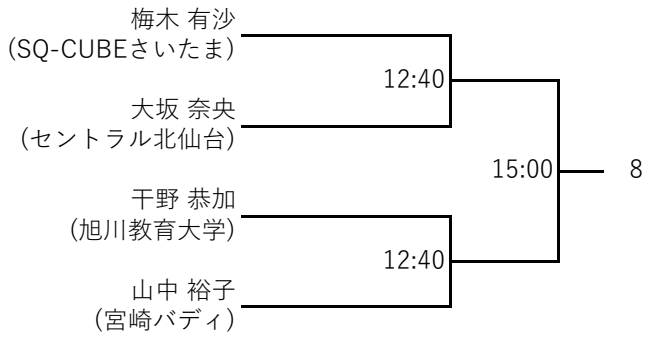 梅木 有沙
(SQ-CUBEさいたま)
12:40
大坂 奈央
(セントラル北仙台)
15:00
8
干野 恭加
(旭川教育大学)
12:40
山中 裕子
(宮崎バディ)